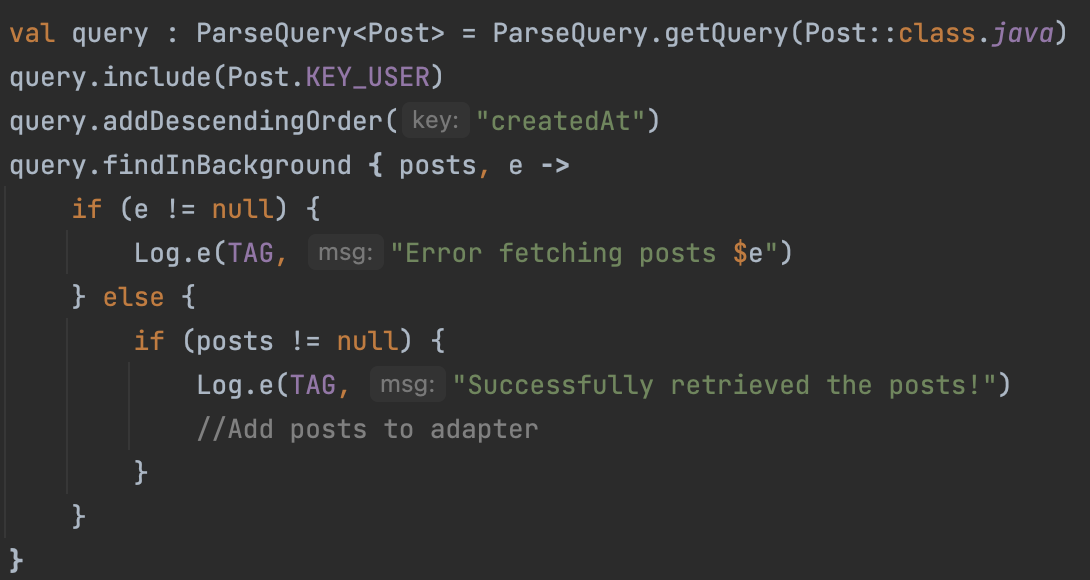 val query : ParseQuery<Post> = ParseQuery.getQuery(Post::class.java)
query.include(Post.KEY_USER)
query.addDescendingOrder( key: "createdAt")
query.findInBackground { posts, e ->
    if (e != null) {
        Log.e(TAG, msg: "Error fetching posts $e")
    } else {
        if (posts != null) {
            Log.e(TAG, msg: "Successfully retrieved the posts!")
            //Add posts to adapter
        }
    }
}